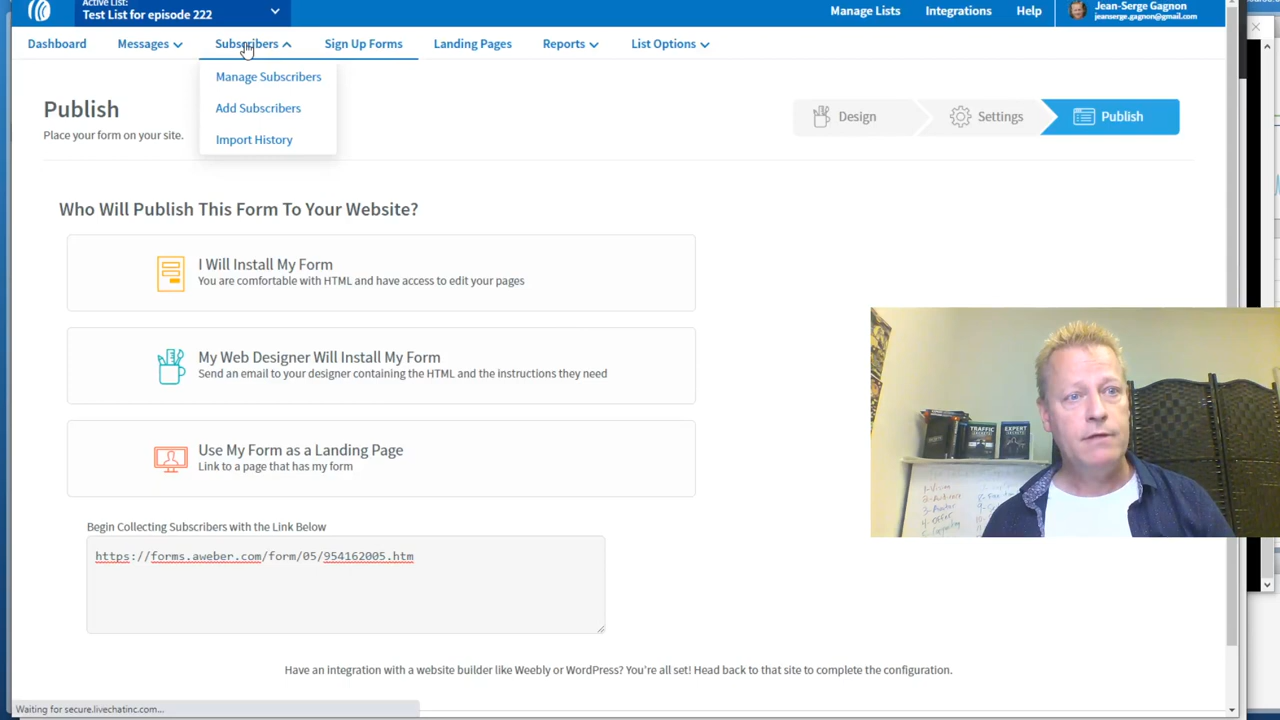 Active List:
Test List for episode 222
Manage Lists
Integrations
Help
Jean-Serge Gagnon
jeanserge.gagnon@gmail.com
Dashboard
Messages
Subscribers
Sign Up Forms
Landing Pages
Reports
List Options
Manage Subscribers
Add Subscribers
Import History
Publish
Place your form on your site.
Design
Settings
Publish
Who Will Publish This Form To Your Website?
I Will Install My Form
You are comfortable with HTML and have access to edit your pages
My Web Designer Will Install My Form
Send an email to your designer containing the HTML and the instructions they need
Use My Form as a Landing Page
Link to a page that has my form
Begin Collecting Subscribers with the Link Below
https://forms.aweber.com/form/05/954162005.htm
Have an integration with a website builder like Weebly or WordPress? You're all set! Head back to that site to complete the configuration.
Waiting for secure.livechatinc.com...
TRAFFIC
SECRETS
EXPERT
SECRETS